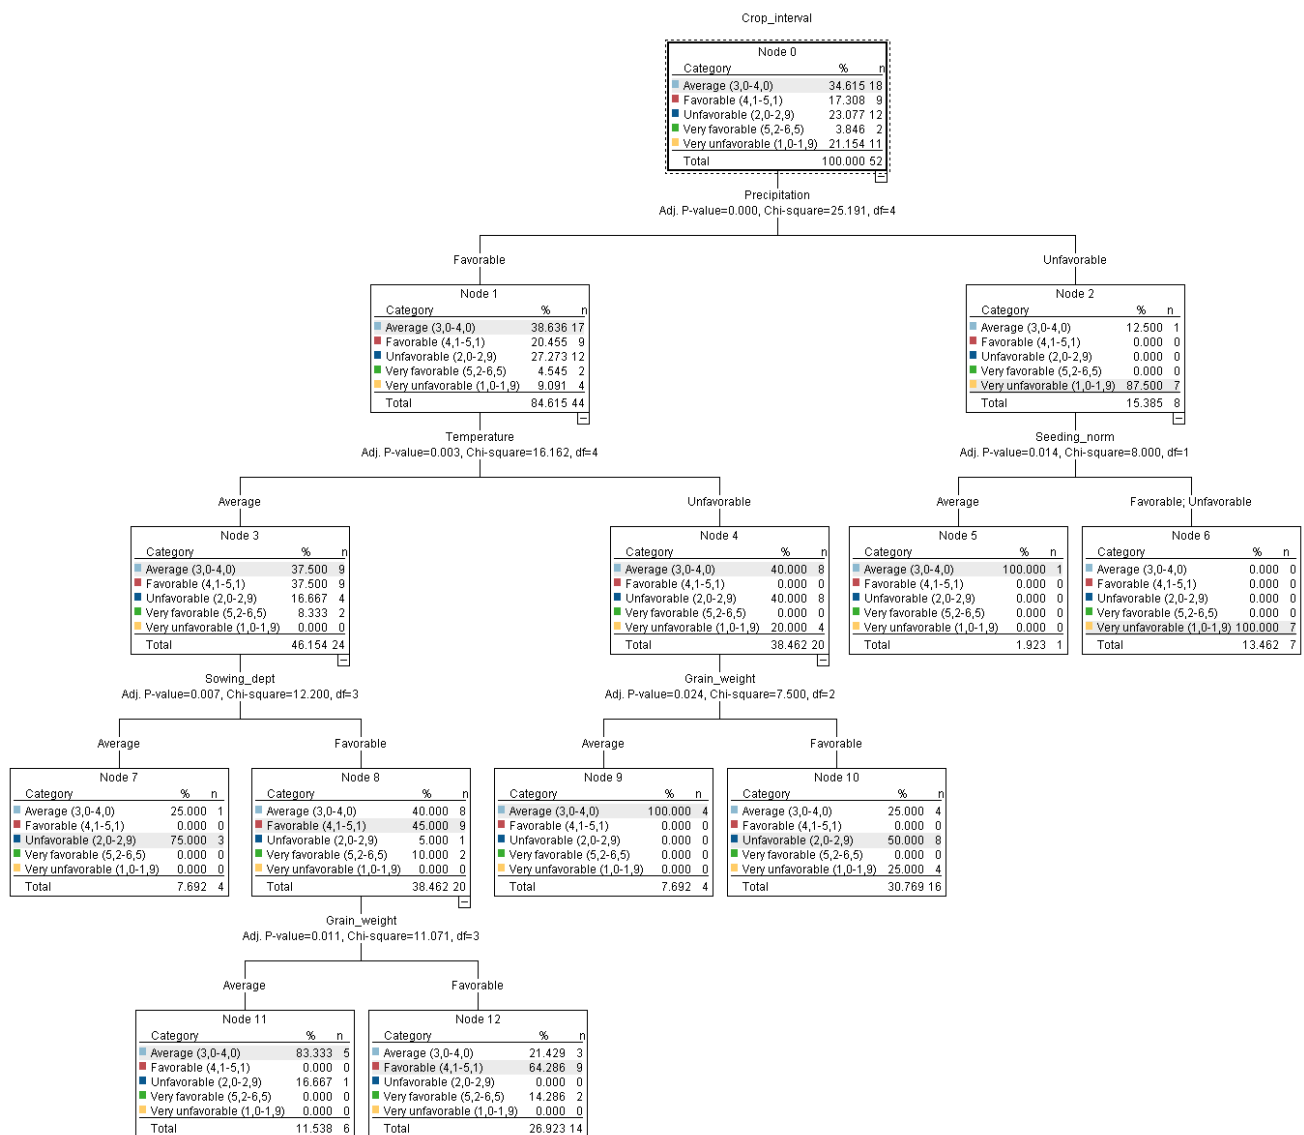 Crop_interval
Node 0
Category % n
Average (3,0-4,0) 34.615 18
Favorable (4,1-5,1) 17.308 9
Unfavorable (2,0-2,9) 23.077 12
Very favorable (5,2-6,5) 3.846 2
Very unfavorable (1,0-1,9) 21.154 11
Total 100.000 52
Precipitation
Adj. P-value=0.000, Chi-square=25.191, df=4
Favorable
Unfavorable
Node 1
Category % n
Average (3,0-4,0) 38.636 17
Favorable (4,1-5,1) 20.455 9
Unfavorable (2,0-2,9) 27.273 12
Very favorable (5,2-6,5) 4.545 2
Very unfavorable (1,0-1,9) 9.091 4
Total 84.615 44
Node 2
Category % n
Average (3,0-4,0) 12.500 1
Favorable (4,1-5,1) 0.000 0
Unfavorable (2,0-2,9) 0.000 0
Very favorable (5,2-6,5) 0.000 0
Very unfavorable (1,0-1,9) 87.500 7
Total 15.385 8
Temperature
Adj. P-value=0.003, Chi-square=16.162, df=4
Seeding_norm
Adj. P-value=0.014, Chi-square=8.000, df=1
Average
Unfavorable
Average
Favorable; Unfavorable
Node 3
Category % n
Average (3,0-4,0) 37.500 9
Favorable (4,1-5,1) 37.500 9
Unfavorable (2,0-2,9) 16.667 4
Very favorable (5,2-6,5) 8.333 2
Very unfavorable (1,0-1,9) 0.000 0
Total 46.154 24
Node 4
Category % n
Average (3,0-4,0) 40.000 8
Favorable (4,1-5,1) 0.000 0
Unfavorable (2,0-2,9) 40.000 8
Very favorable (5,2-6,5) 0.000 0
Very unfavorable (1,0-1,9) 20.000 4
Total 38.462 20
Node 5
Category % n
Average (3,0-4,0) 100.000 1
Favorable (4,1-5,1) 0.000 0
Unfavorable (2,0-2,9) 0.000 0
Very favorable (5,2-6,5) 0.000 0
Very unfavorable (1,0-1,9) 0.000 0
Total 1.923 1
Node 6
Category % n
Average (3,0-4,0) 0.000 0
Favorable (4,1-5,1) 0.000 0
Unfavorable (2,0-2,9) 0.000 0
Very favorable (5,2-6,5) 0.000 0
Very unfavorable (1,0-1,9) 100.000 7
Total 13.462 7
Sowing_dept
Adj. P-value=0.007, Chi-square=12.200, df=3
Grain_weight
Adj. P-value=0.024, Chi-square=7.500, df=2
Average
Favorable
Average
Favorable
Node 7
Category % n
Average (3,0-4,0) 25.000 1
Favorable (4,1-5,1) 0.000 0
Unfavorable (2,0-2,9) 75.000 3
Very favorable (5,2-6,5) 0.000 0
Very unfavorable (1,0-1,9) 0.000 0
Total 7.692 4
Node 8
Category % n
Average (3,0-4,0) 40.000 8
Favorable (4,1-5,1) 45.000 9
Unfavorable (2,0-2,9) 5.000 1
Very favorable (5,2-6,5) 10.000 2
Very unfavorable (1,0-1,9) 0.000 0
Total 38.462 20
Node 9
Category % n
Average (3,0-4,0) 100.000 4
Favorable (4,1-5,1) 0.000 0
Unfavorable (2,0-2,9) 0.000 0
Very favorable (5,2-6,5) 0.000 0
Very unfavorable (1,0-1,9) 0.000 0
Total 7.692 4
Node 10
Category % n
Average (3,0-4,0) 25.000 4
Favorable (4,1-5,1) 0.000 0
Unfavorable (2,0-2,9) 50.000 8
Very favorable (5,2-6,5) 0.000 0
Very unfavorable (1,0-1,9) 25.000 4
Total 30.769 16
Grain_weight
Adj. P-value=0.011, Chi-square=11.071, df=3
Average
Favorable
Node 11
Category % n
Average (3,0-4,0) 83.333 5
Favorable (4,1-5,1) 0.000 0
Unfavorable (2,0-2,9) 16.667 1
Very favorable (5,2-6,5) 0.000 0
Very unfavorable (1,0-1,9) 0.000 0
Total 11.538 6
Node 12
Category % n
Average (3,0-4,0) 21.429 3
Favorable (4,1-5,1) 64.286 9
Unfavorable (2,0-2,9) 0.000 0
Very favorable (5,2-6,5) 14.286 2
Very unfavorable (1,0-1,9) 0.000 0
Total 26.923 14